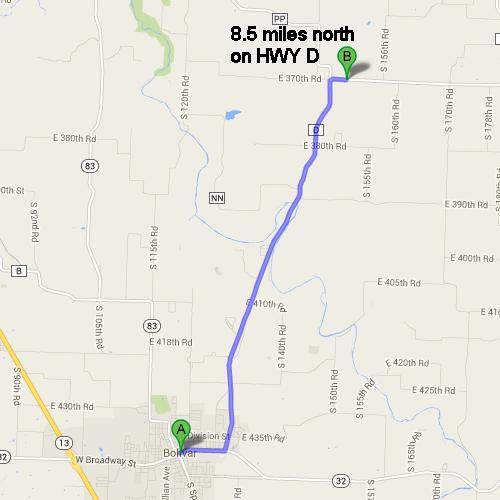 8.5 miles north
on HWY D
PP
B
S 156th Rd
E 370th Rd
S 120th Rd
S 160th Rd
S 170th Rd
S 178th
D
E 380th Rd
E 380th Rd
83
S 155th Rd
NN
S 92nd Rd
E 390th Rd
S 115th Rd
E 400th Rd
B
E 405th Rd
S 105th Rd
E 410th R
83
S 140th Rd
E 418th Rd
E 420th Rd
S 90th Rd
E 425th Rd
S 150th Rd
S 155th Rd
E 430th Rd
A
Division St
E 435th Rd
13
Bolivar
W Broadway St
32
32